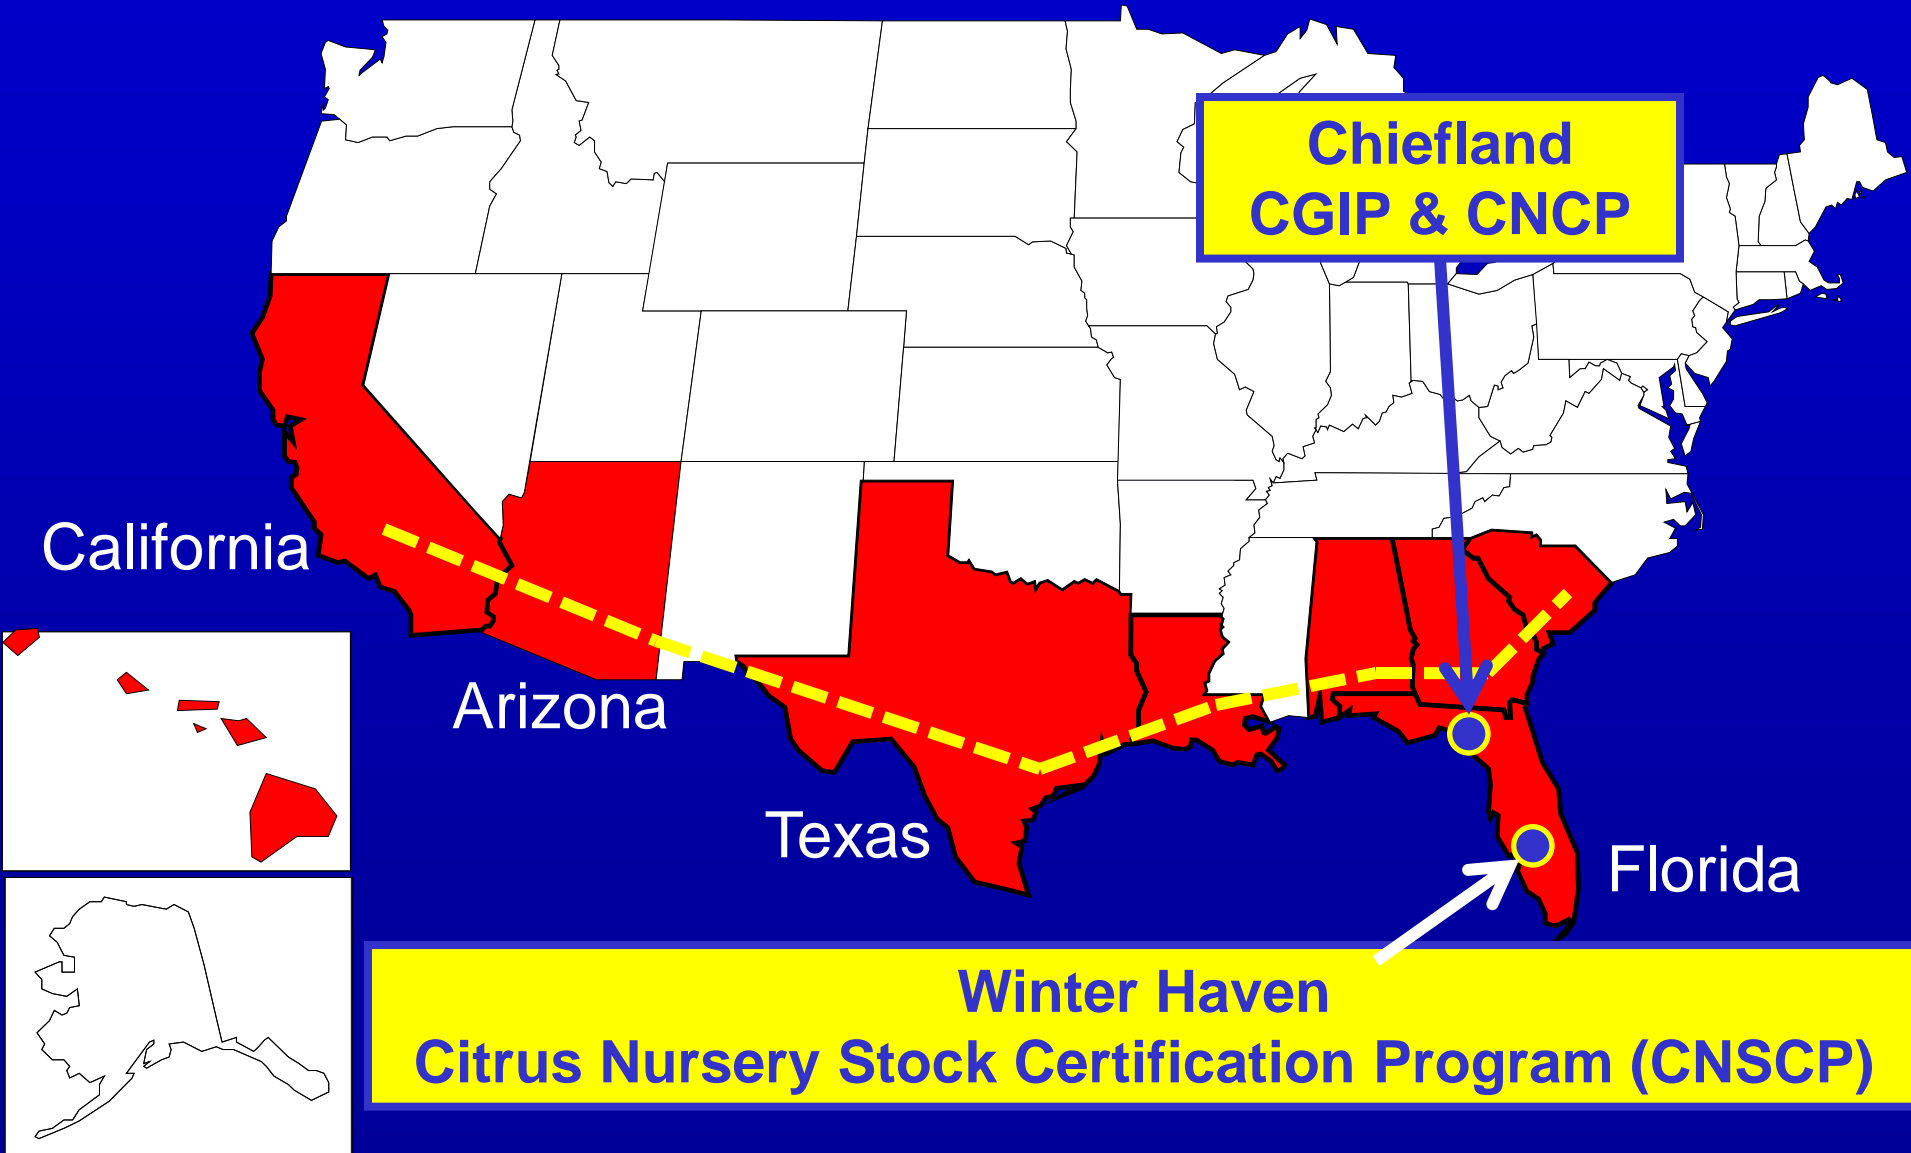 Chiefland
CGIP & CNCP
California
Arizona
Texas
Florida
Winter Haven
Citrus Nursery Stock Certification Program (CNSCP)